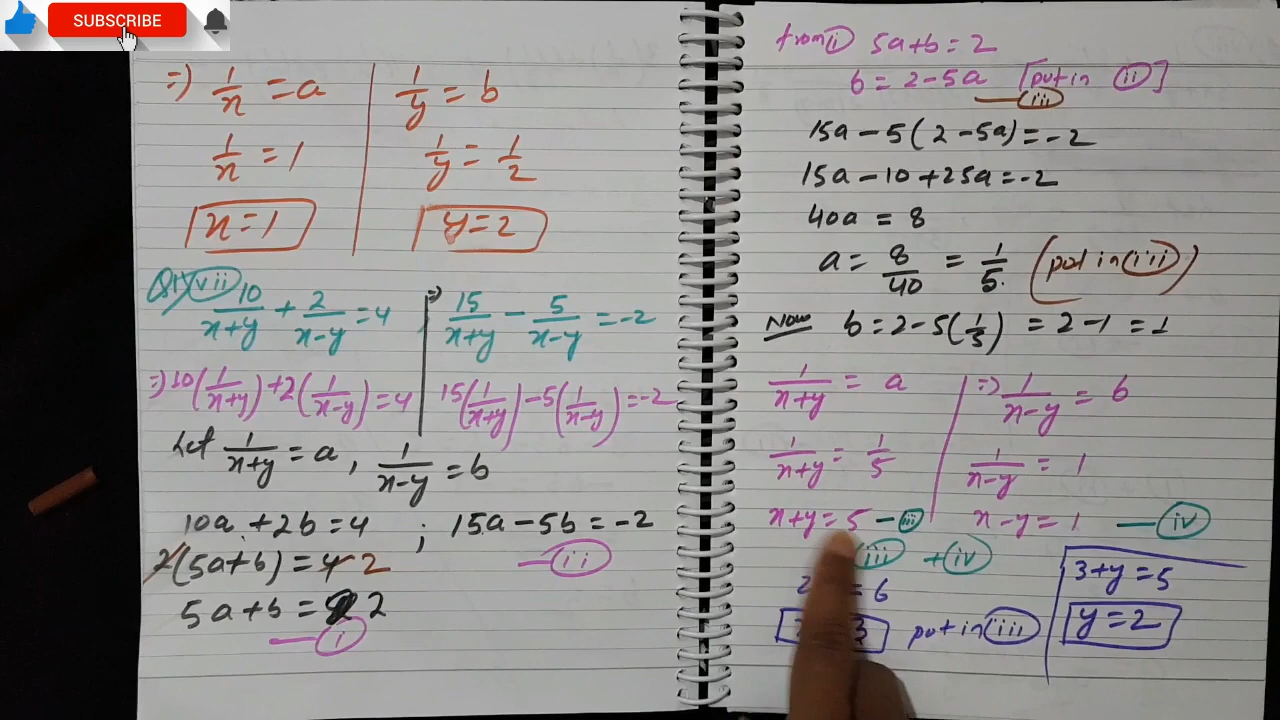 SUBSCRIBE
⇒) 1/x = a | 1/y = b
1/x = 1 | 1/y = 1/2
x=1 | y=2
Q1) vii) 10/(x+y) + 2/(x-y) = 4 | ⇒) 15/(x+y) - 5/(x-y) = -2
⇒) 10(1/(x+y)) + 2(1/(x-y)) = 4 | 15(1/(x+y)) - 5(1/(x-y)) = -2
Let 1/(x+y) = a, 1/(x-y) = b
10a + 2b = 4 ; 15a - 5b = -2
2(5a+b) = 4 2 — ii
5a+b = 2
— i
from i 5a+b = 2
b = 2-5a [put in ii]
— iii
15a - 5(2-5a) = -2
15a - 10 + 25a = -2
40a = 8
a = 8/40 = 1/5. (put in iii)
Now b = 2-5(1/5) = 2-1 = 1
1/(x+y) = a | ⇒) 1/(x-y) = b
1/(x+y) = 1/5 | 1/(x-y) = 1
x+y = 5 - iii | x-y = 1 — iv
iii + iv
2 = 6
3 put in iii
3+y = 5
y=2